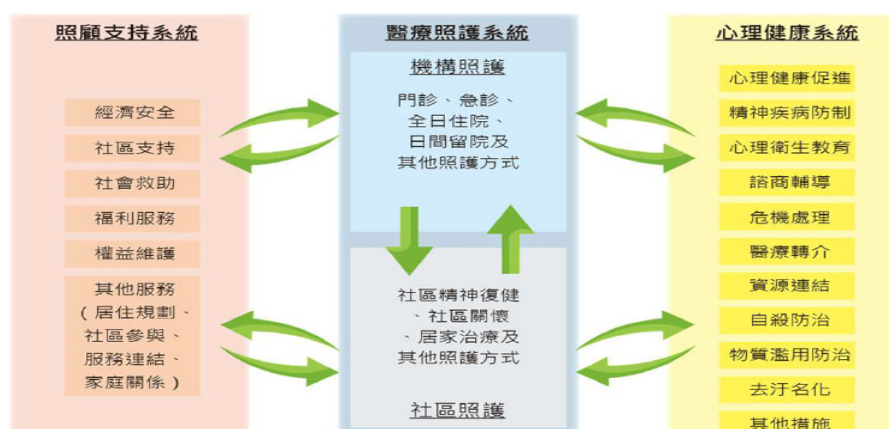 照顧支持系統
經濟安全
社區支持
社會救助
福利服務
權益維護
其他服務
(居住規劃、
社區參與、
服務連結、
家庭關係)
醫療照護系統
機構照護
門診、急診、
全日住院、
日間留院及
其他照護方式
社區精神復健
、社區關懷
、居家治療及
其他照護方式
社區照護
心理健康系統
心理健康促進
精神疾病防制
心理衛生教育
諮商輔導
危機處理
醫療轉介
資源連結
自殺防治
物質濫用防治
去汙名化
其他措施